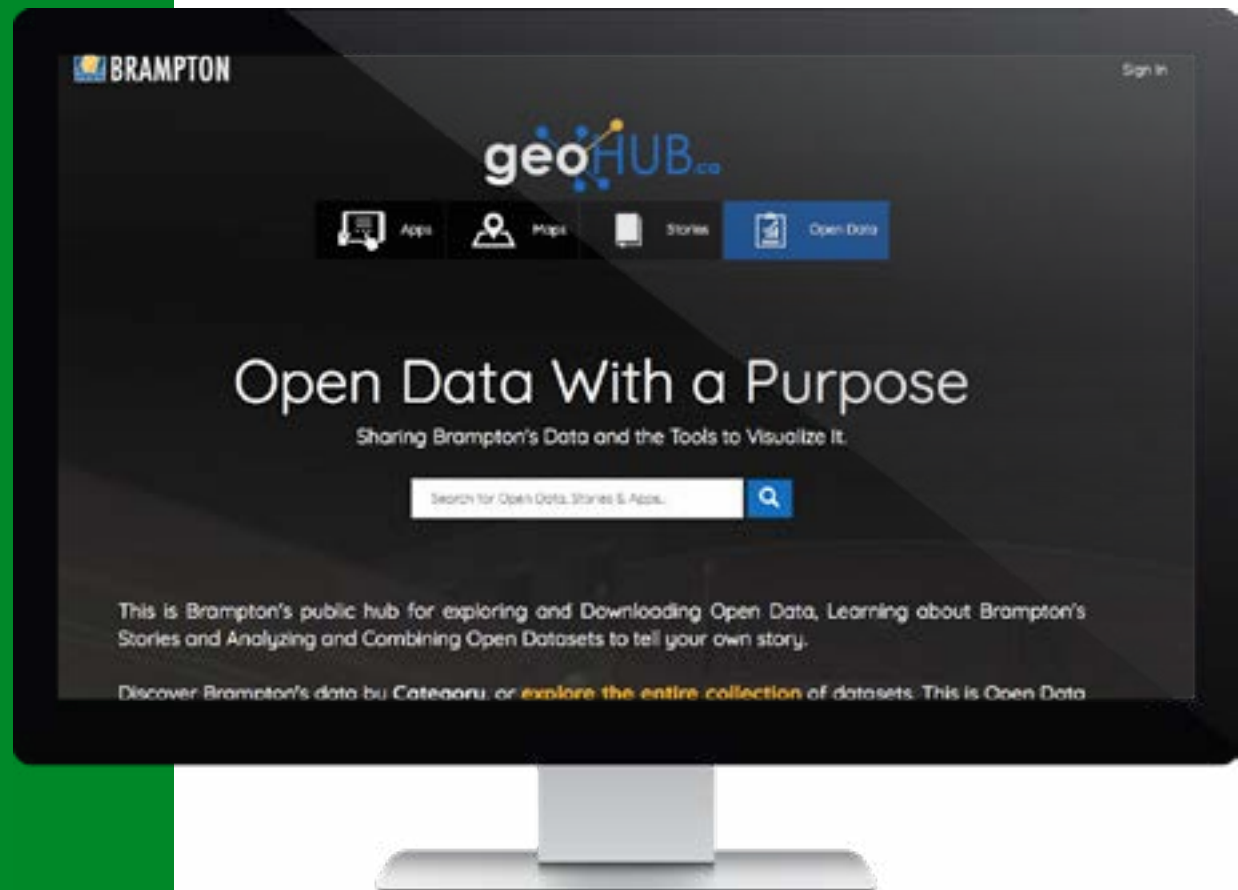 BRAMPTON
Sign In
geoHUB.ca
Apps
Maps
Stories
Open Data
Open Data With a Purpose
Sharing Brampton's Data and the Tools to Visualize It.
Search for Open Data, Stories & Apps..
This is Brampton's public hub for exploring and Downloading Open Data, Learning about Brampton's
Stories and Analyzing and Combining Open Datasets to tell your own story.
Discover Brampton's data by Category, or explore the entire collection of datasets. This is Open Data